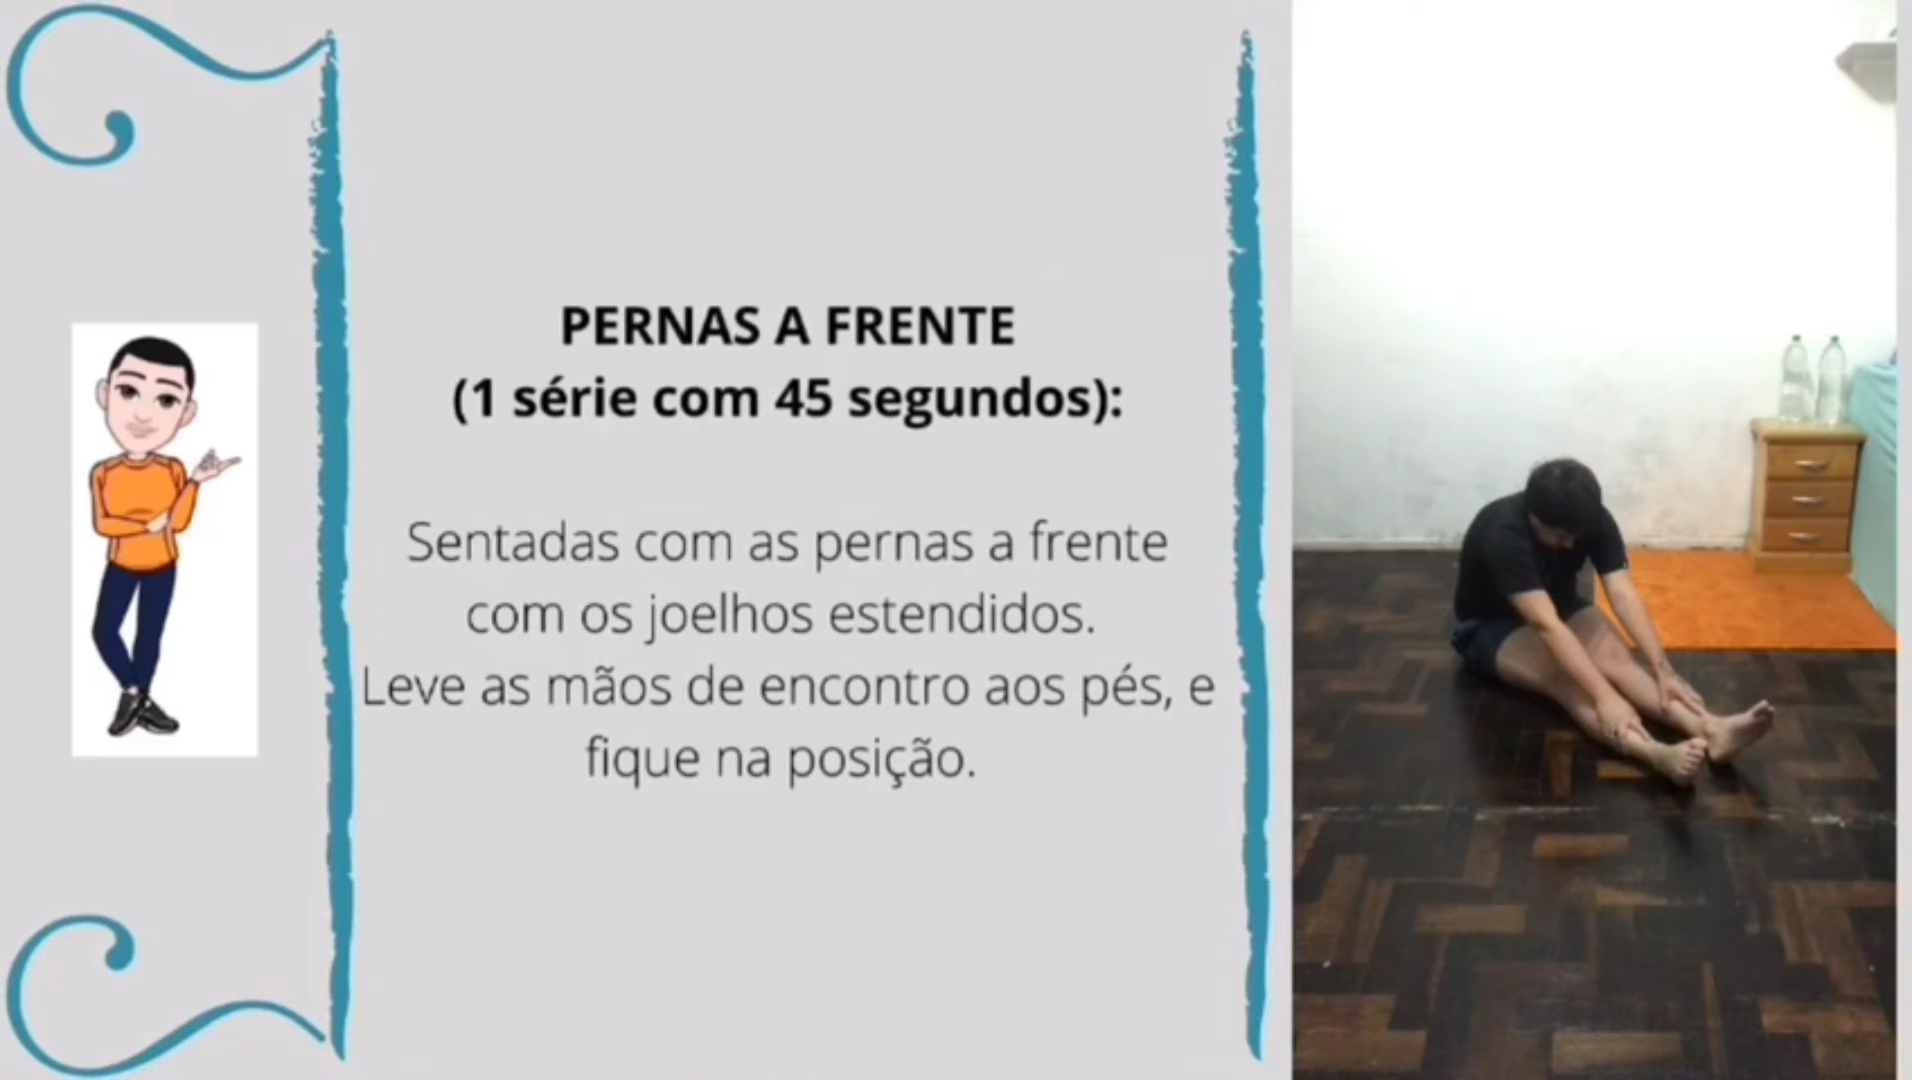 PERNAS A FRENTE
(1 série com 45 segundos):
Sentadas com as pernas a frente
com os joelhos estendidos.
Leve as mãos de encontro aos pés, e
fique na posição.